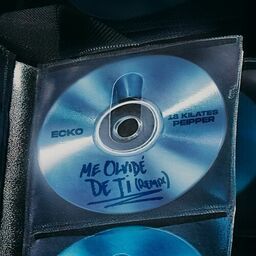 ECKO
18 KILATES
PEIPPER
ME OLVIDÉ
DE TI (REMIX)